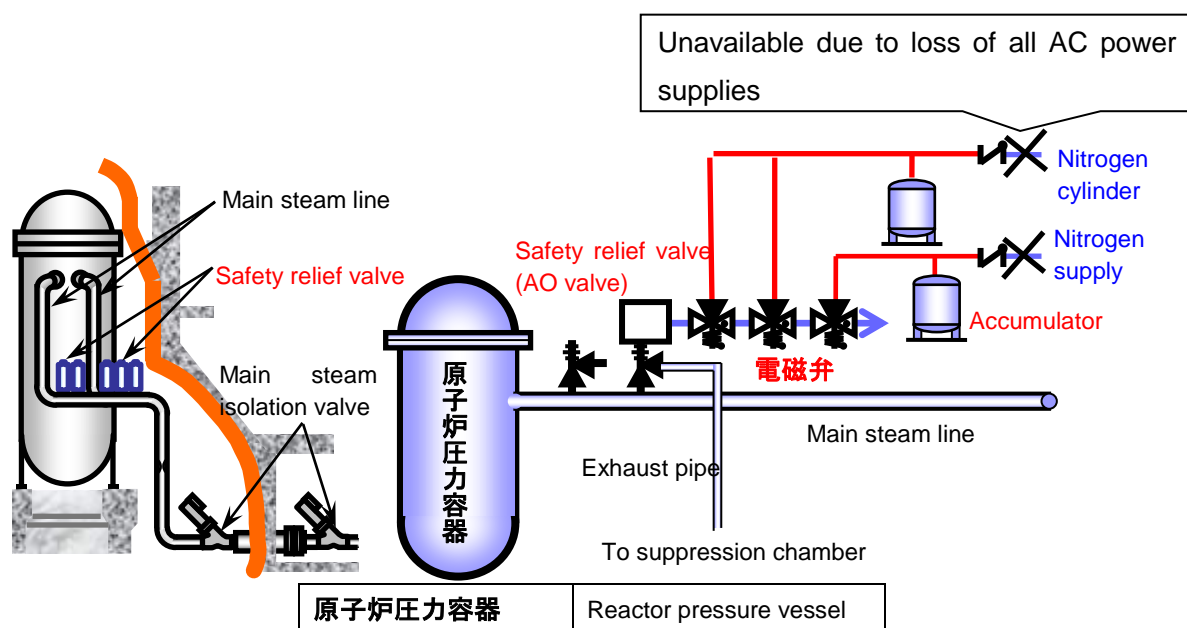 Unavailable due to loss of all AC power
supplies
Main steam line
Safety relief valve
Main steam
isolation valve
Safety relief valve
(AO valve)
Nitrogen
cylinder
Nitrogen
supply
Accumulator
電磁弁
原子炉圧力容器
Main steam line
Exhaust pipe
To suppression chamber
原子炉圧力容器 Reactor pressure vessel